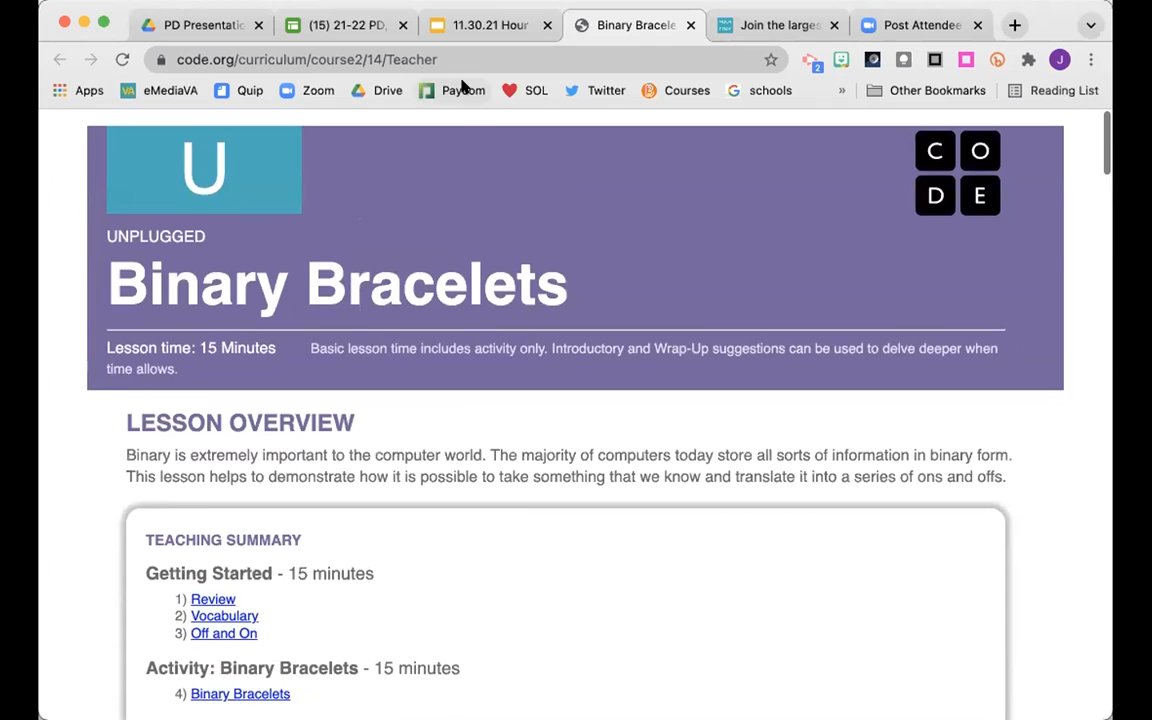 PD Presentatic
(15) 21-22 PD,
11.30.21 Hour
Binary Bracele
Join the larges
Post Attendee
code.org/curriculum/course2/14/Teacher
2
J
Apps
eMediaVA
Quip
Zoom
Drive
SOL
Twitter
Courses
schools
»
Other Bookmarks
Reading List
U
C O
D E
UNPLUGGED
Binary Bracelets
Lesson time: 15 Minutes Basic lesson time includes activity only. Introductory and Wrap-Up suggestions can be used to delve deeper when
time allows.
LESSON OVERVIEW
Binary is extremely important to the computer world. The majority of computers today store all sorts of information in binary form.
This lesson helps to demonstrate how it is possible to take something that we know and translate it into a series of ons and offs.
TEACHING SUMMARY
Getting Started - 15 minutes
1) Review
2) Vocabulary
3) Off and On
Activity: Binary Bracelets - 15 minutes
4) Binary Bracelets